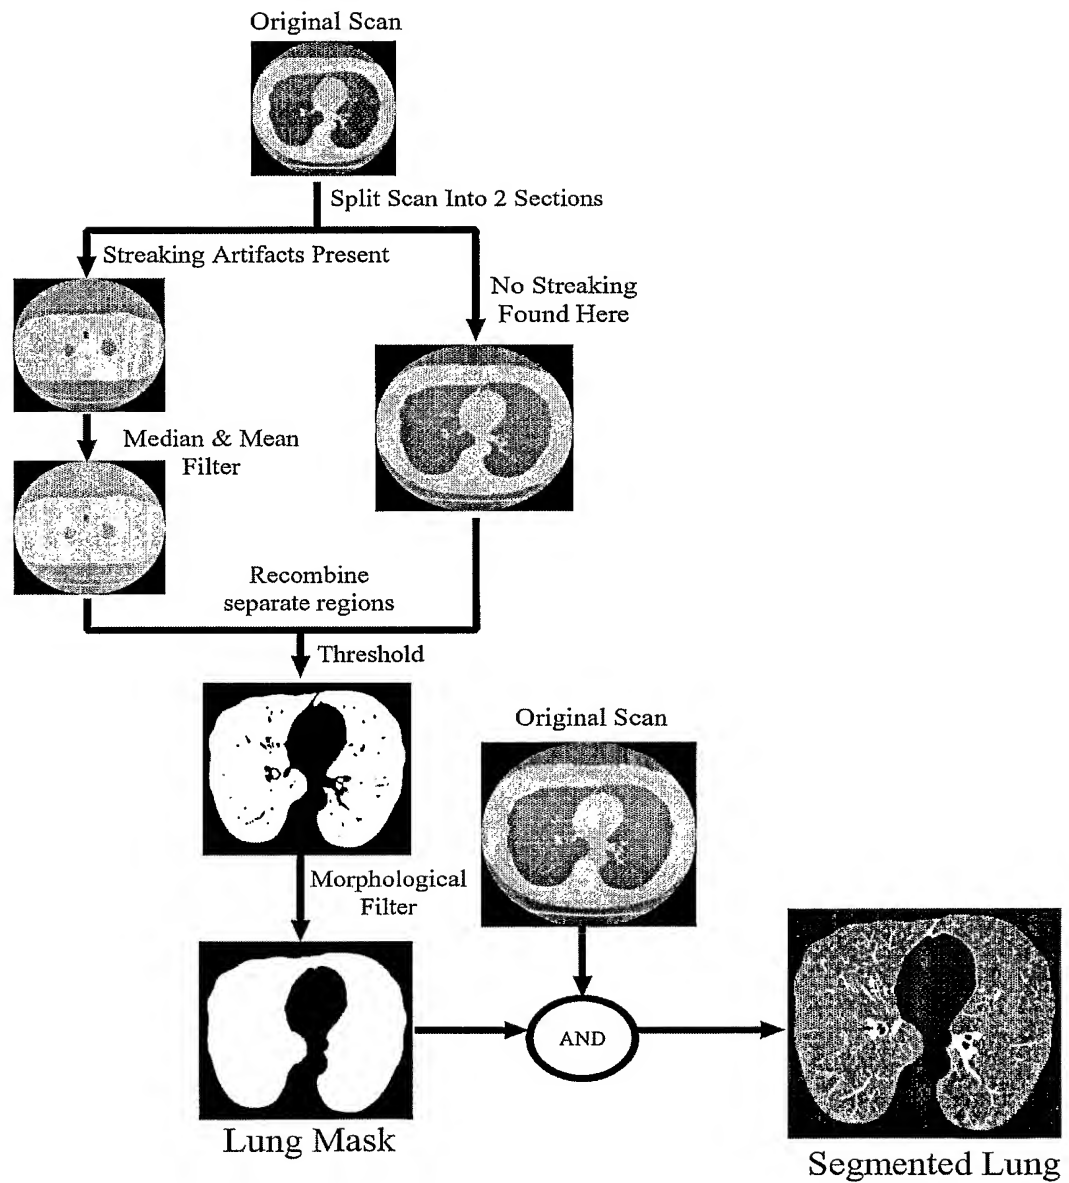 Original Scan
Split Scan Into 2 Sections
Streaking Artifacts Present
No Streaking
Found Here
Median & Mean
Filter
Recombine
separate regions
Threshold
Original Scan
Morphological
Filter
AND
Lung Mask
Segmented Lung